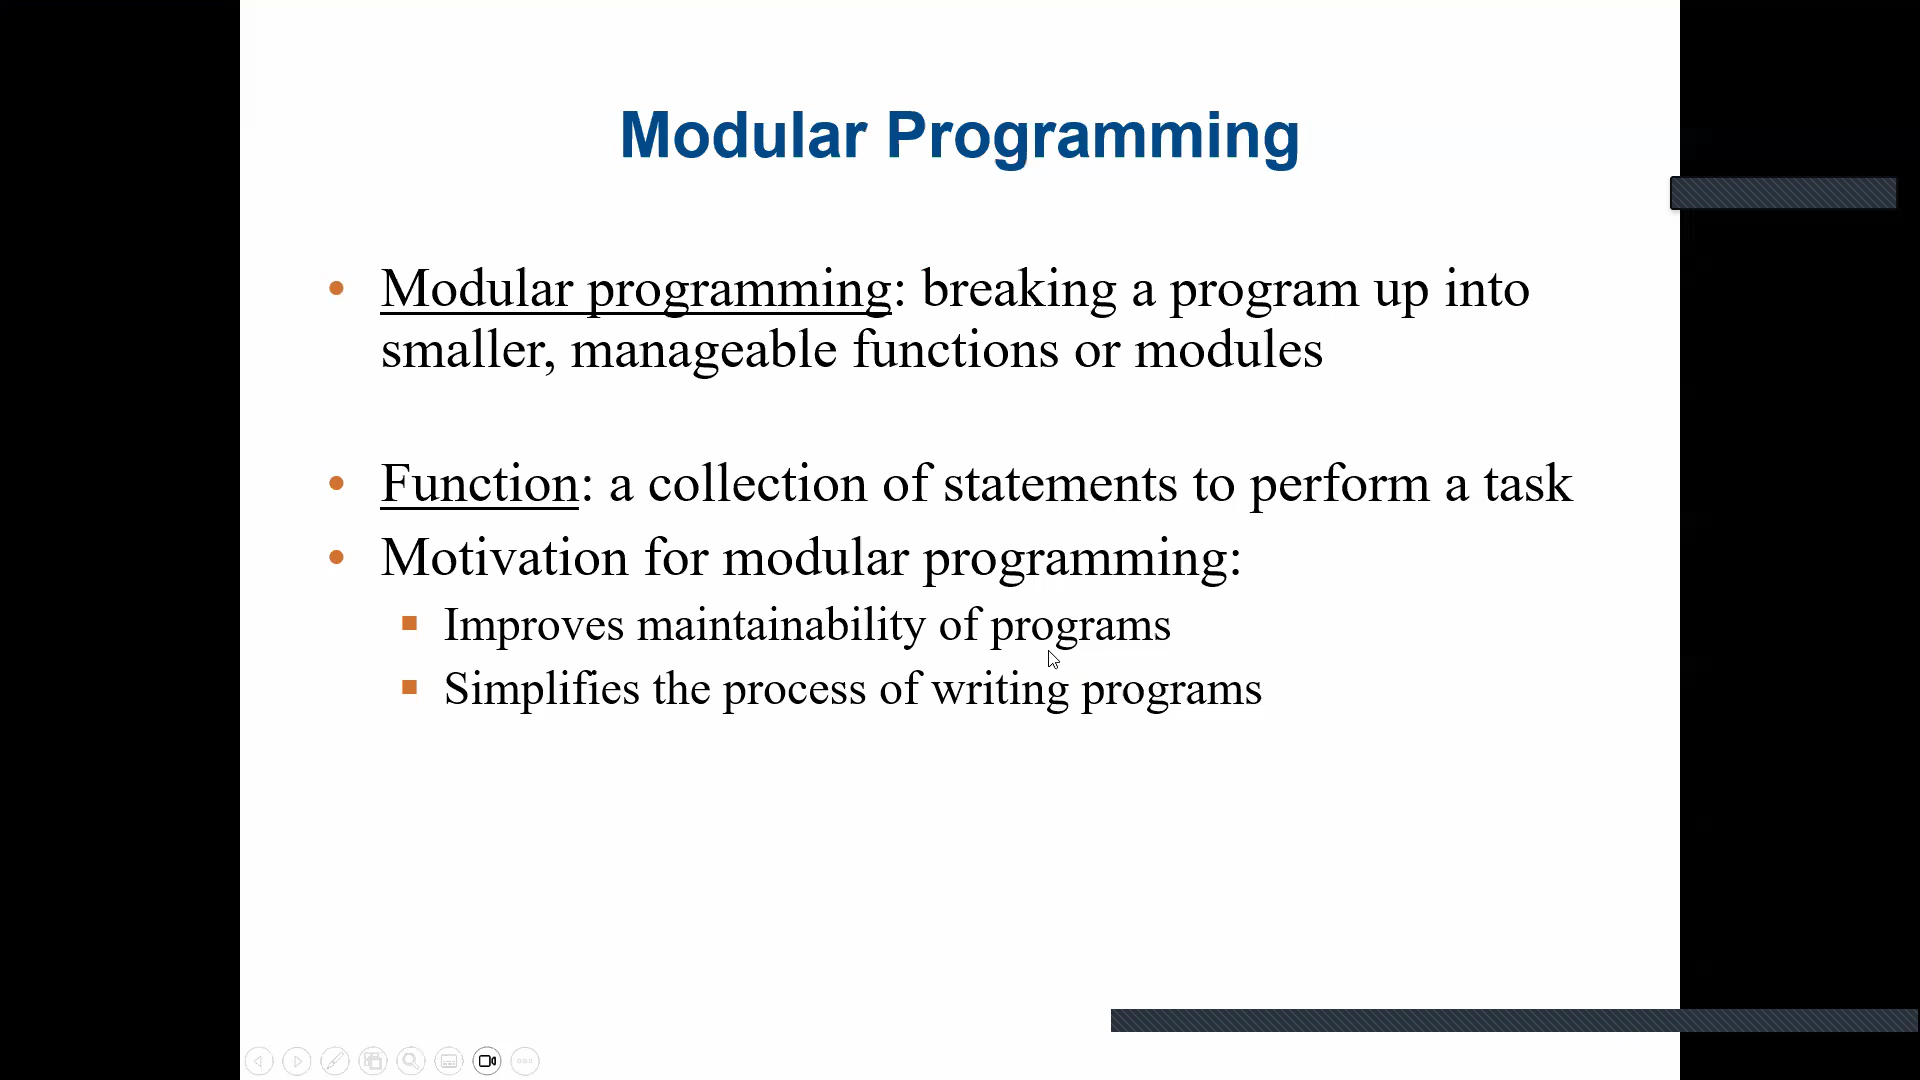 Modular Programming
• Modular programming: breaking a program up into
smaller, manageable functions or modules
• Function: a collection of statements to perform a task
• Motivation for modular programming:
▪ Improves maintainability of programs
▪ Simplifies the process of writing programs